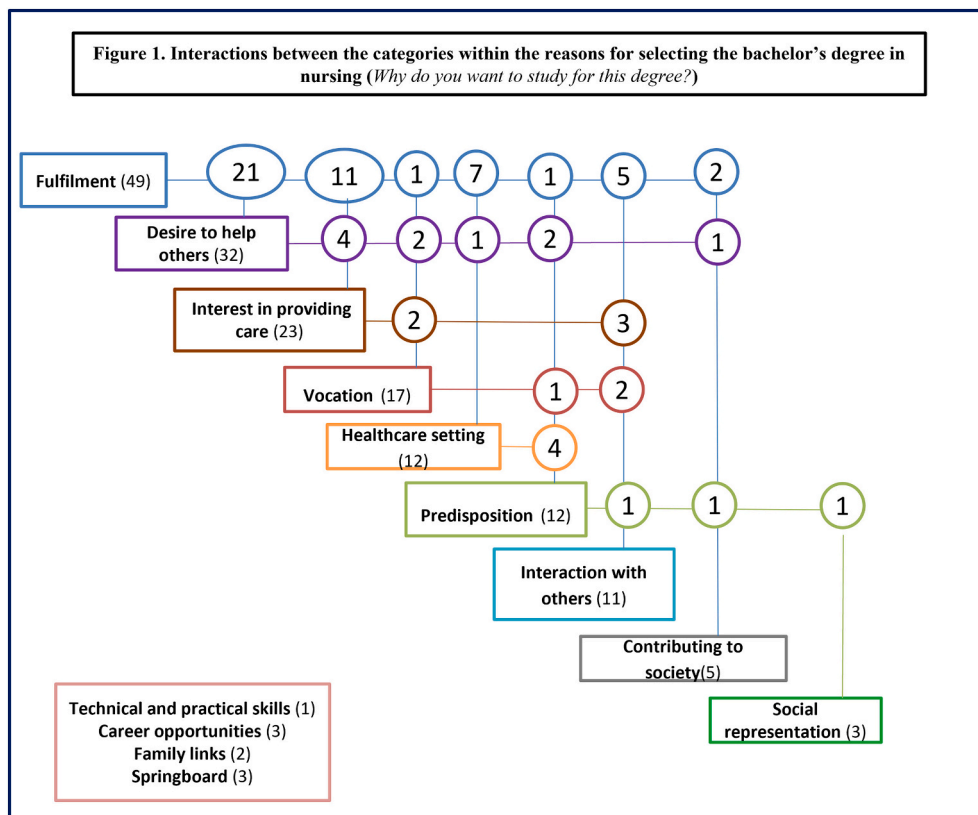 Figure 1. Interactions between the categories within the reasons for selecting the bachelor’s degree in
nursing (Why do you want to study for this degree?)
Fulfilment (49)
21
11
1
7
1
5
2
Desire to help
others (32)
4
2
1
2
1
Interest in providing
care (23)
2
3
Vocation (17)
1
2
Healthcare setting
(12)
4
Predisposition (12)
1
1
1
Interaction with
others (11)
Contributing to
society(5)
Social
representation (3)
Technical and practical skills (1)
Career opportunities (3)
Family links (2)
Springboard (3)